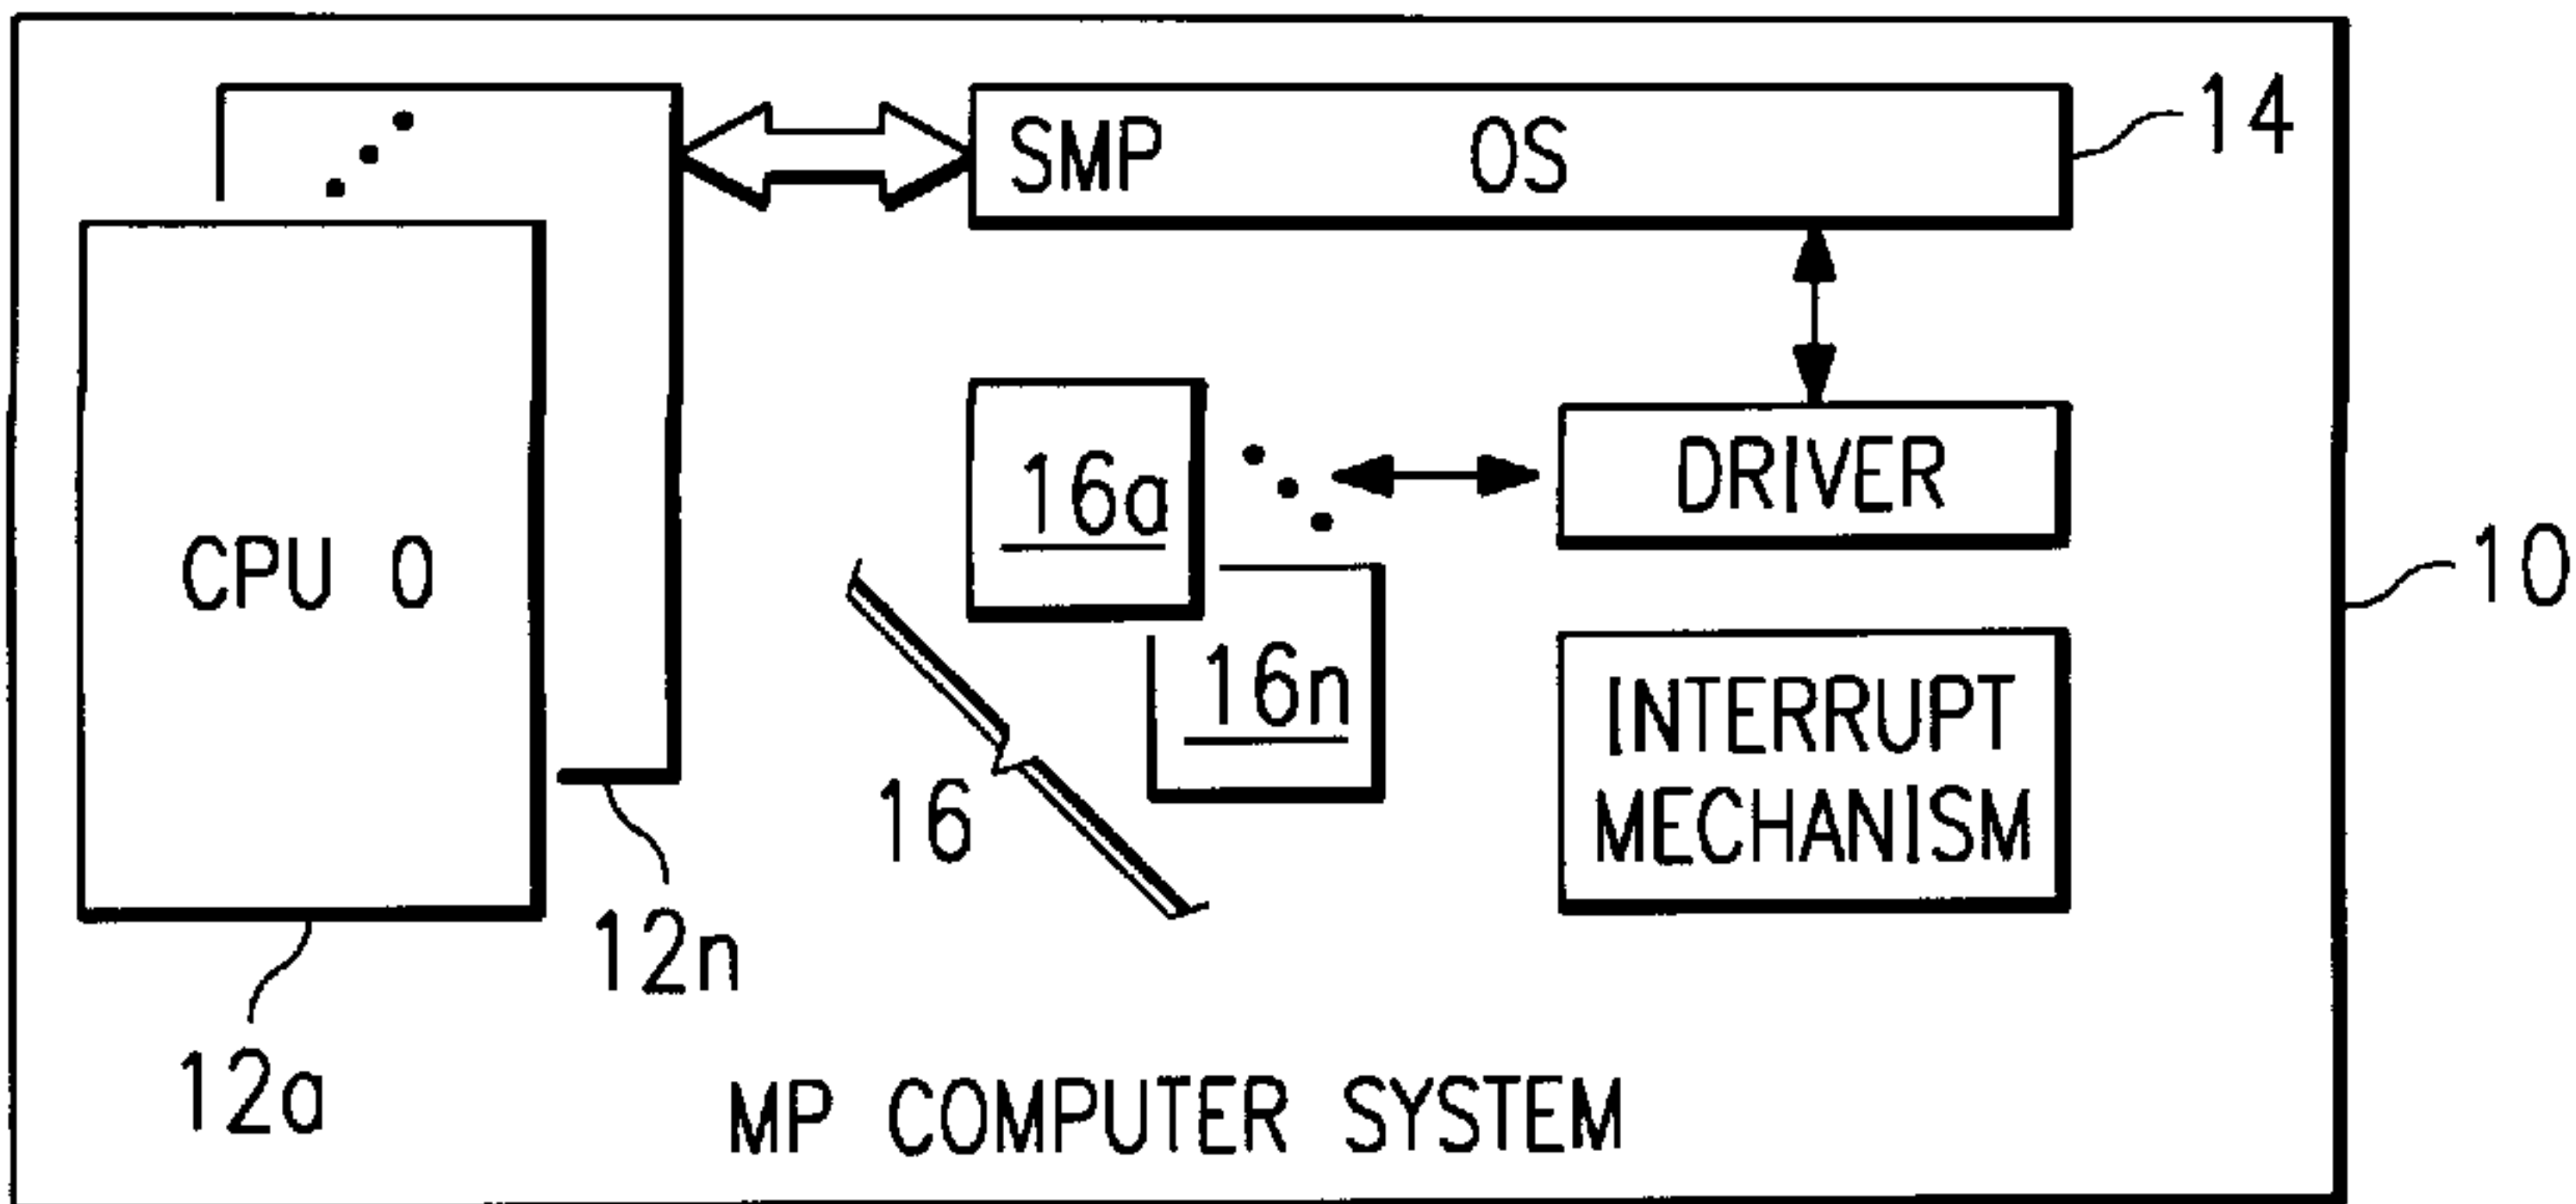 SMP OS
14
CPU 0
16a
DRIVER
10
16n
INTERRUPT
MECHANISM
16
12n
12a
MP COMPUTER SYSTEM